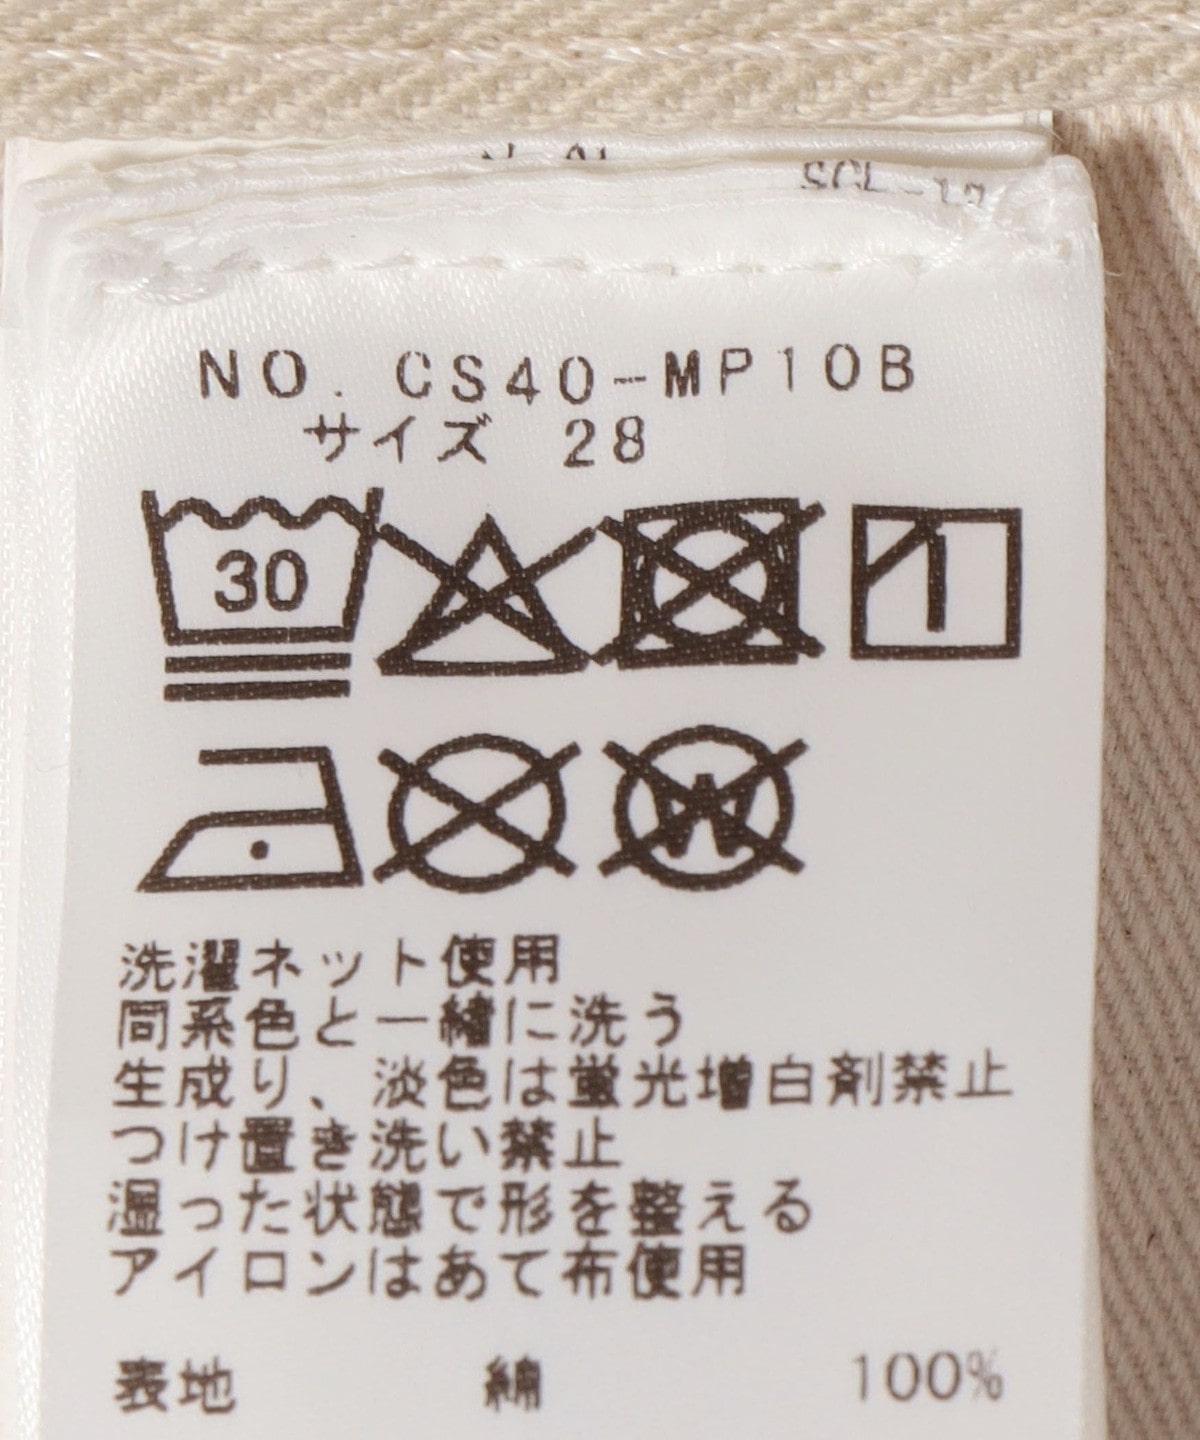 NO. CS40-MP10B
サイズ 28
30
W
洗濯ネット使用
同系色と一緒に洗う
生成り、淡色は蛍光増白剤禁止
つけ置き洗い禁止
湿った状態で形を整える
アイロンはあて布使用
表地 綿 100%